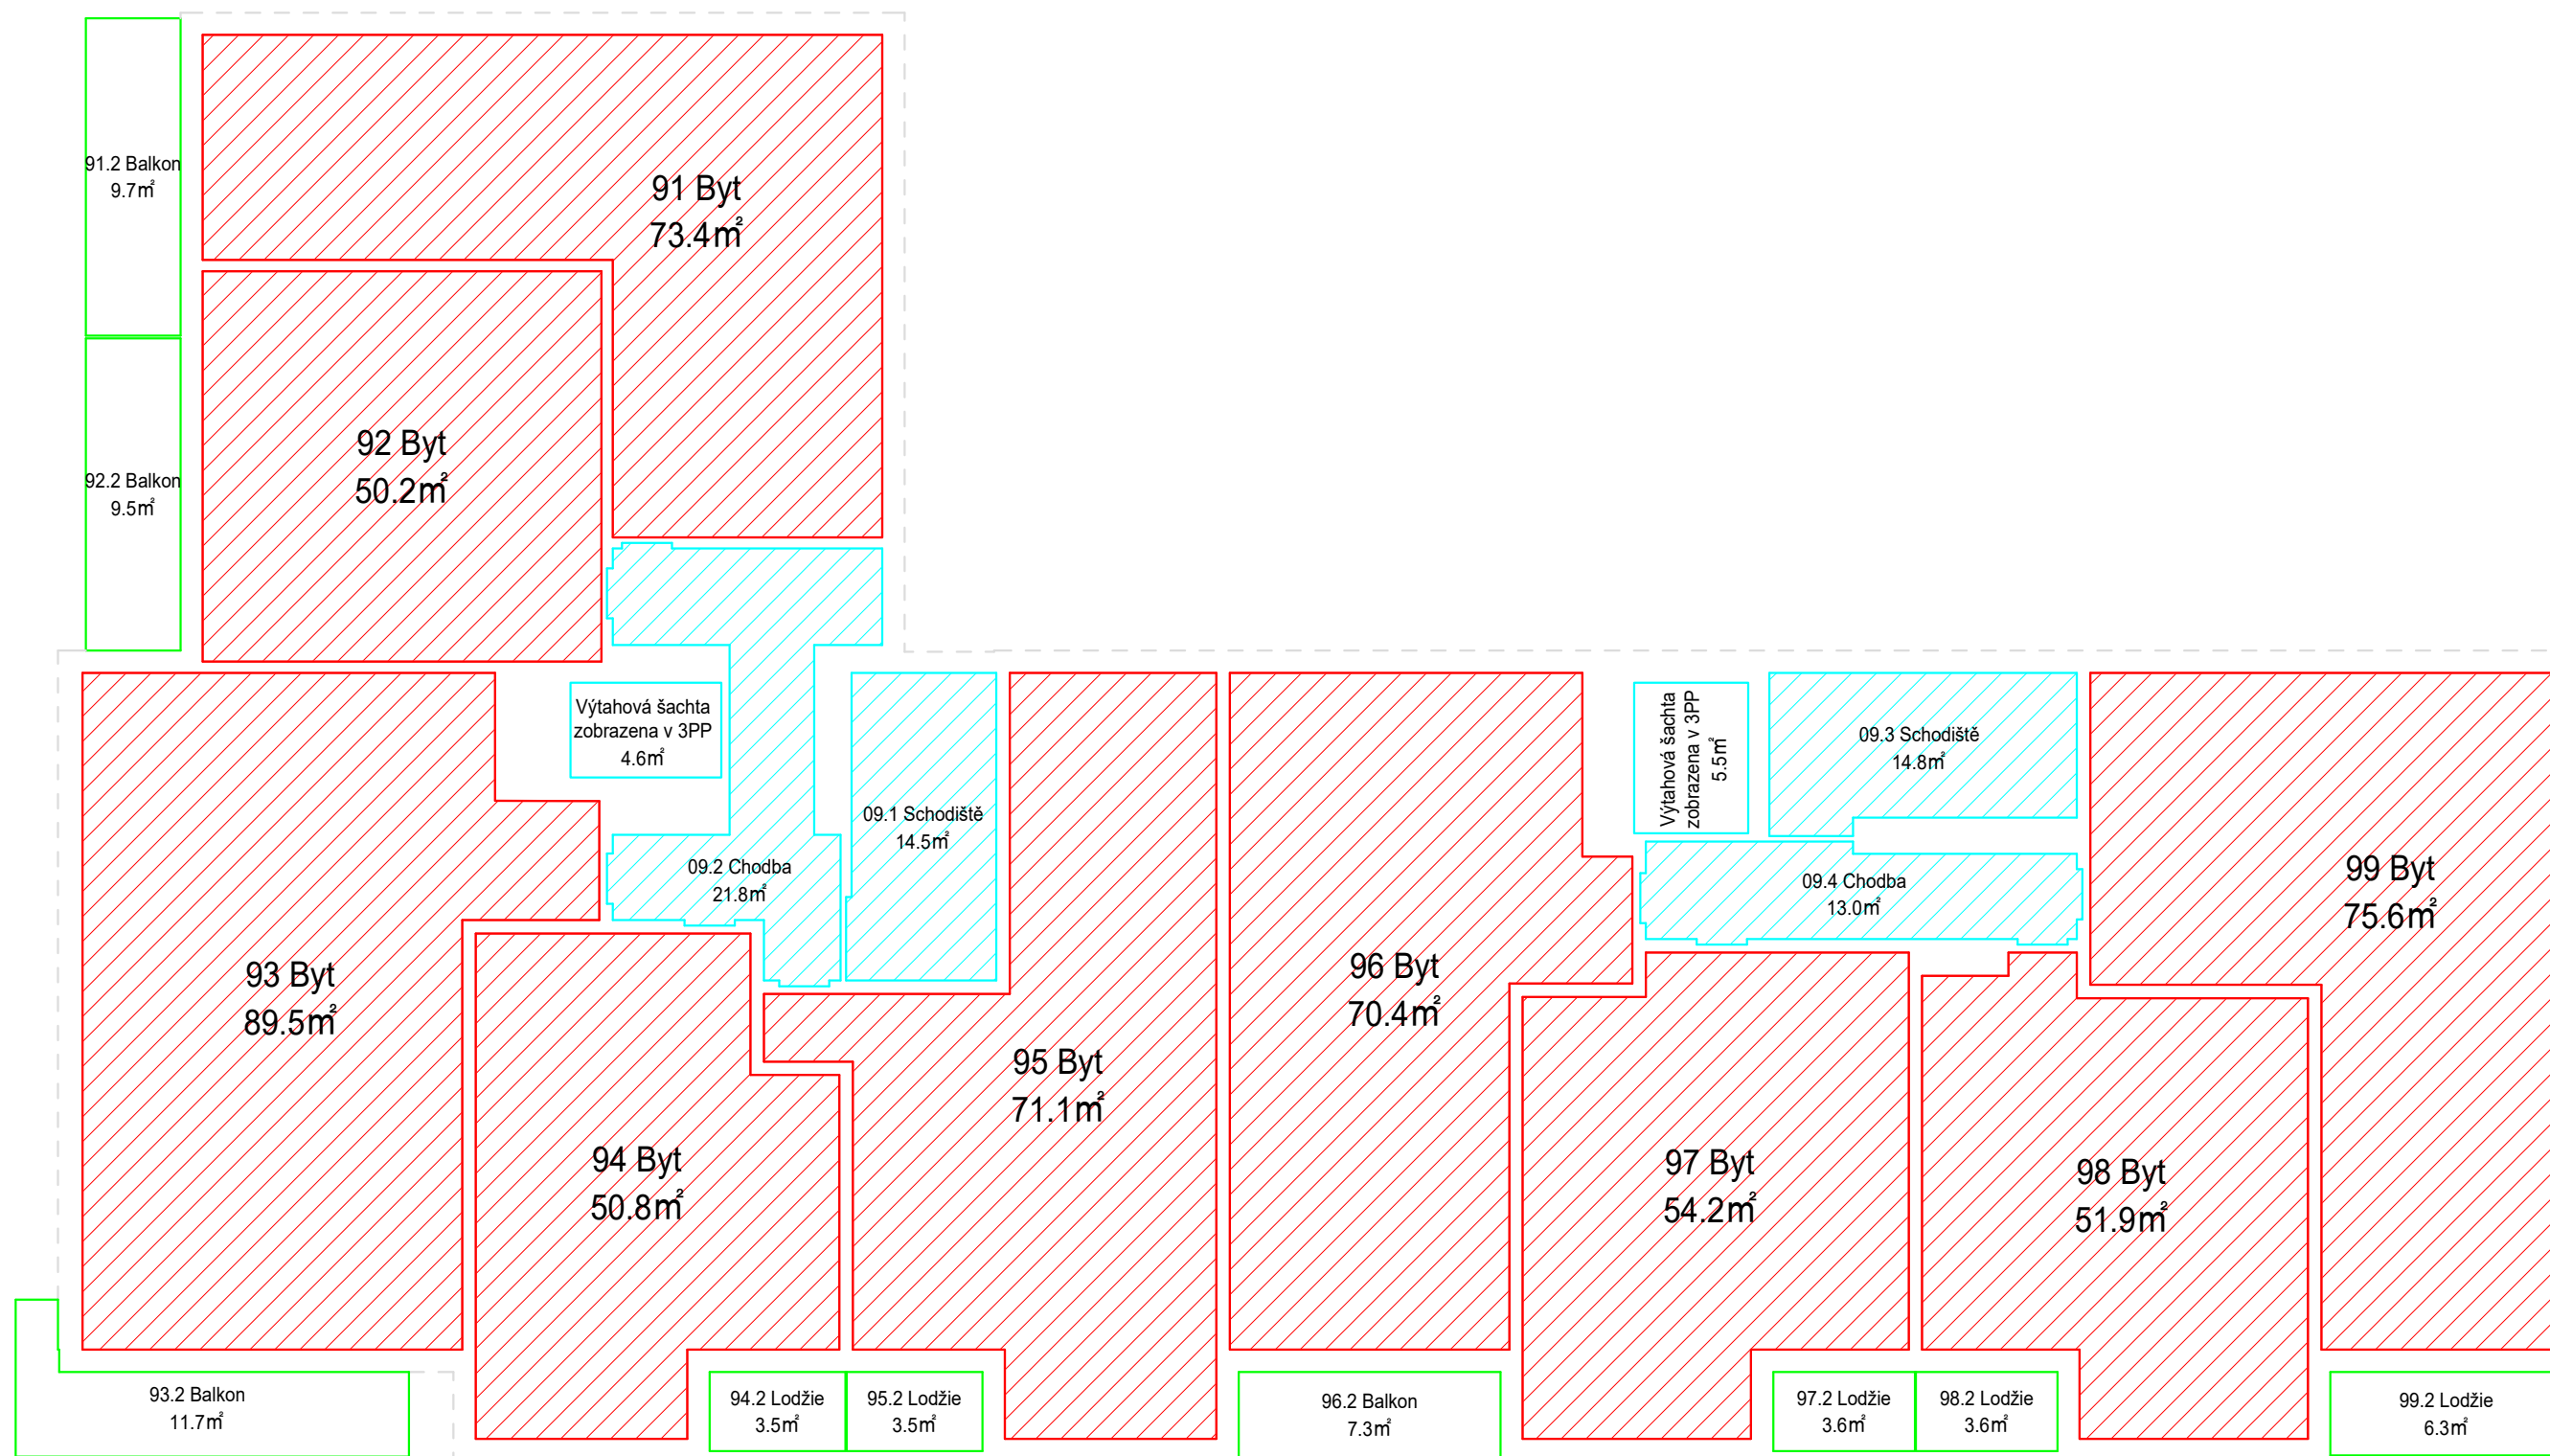 91.2 Balkon
9.7m²
91 Byt
73.4m²
92 Byt
50.2m²
92.2 Balkon
9.5m²
Výtahová šachta
zobrazena v 3PP
4.6m²
Výtahová šachta
zobrazena v 3PP
5.5m²
09.3 Schodiště
14.8m²
09.1 Schodiště
14.5m²
09.2 Chodba
21.8m²
09.4 Chodba
13.0m²
99 Byt
75.6m²
93 Byt
89.5m²
96 Byt
70.4m²
95 Byt
71.1m²
94 Byt
50.8m²
97 Byt
54.2m²
98 Byt
51.9m²
93.2 Balkon
11.7m²
94.2 Lodžie
3.5m²
95.2 Lodžie
3.5m²
96.2 Balkon
7.3m²
97.2 Lodžie
3.6m²
98.2 Lodžie
3.6m²
99.2 Lodžie
6.3m²